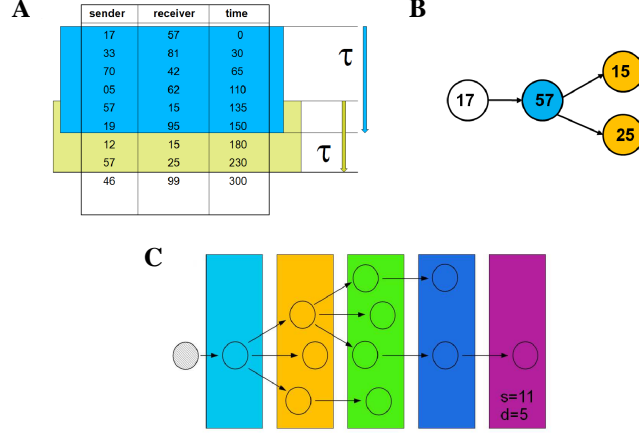 A
sender receiver time
17 57 0
33 81 30
70 42 65
05 62 110
57 15 135
19 95 150
12 15 180
57 25 230
46 99 300
τ
τ
B
17
57
15
25
C
s=11
d=5